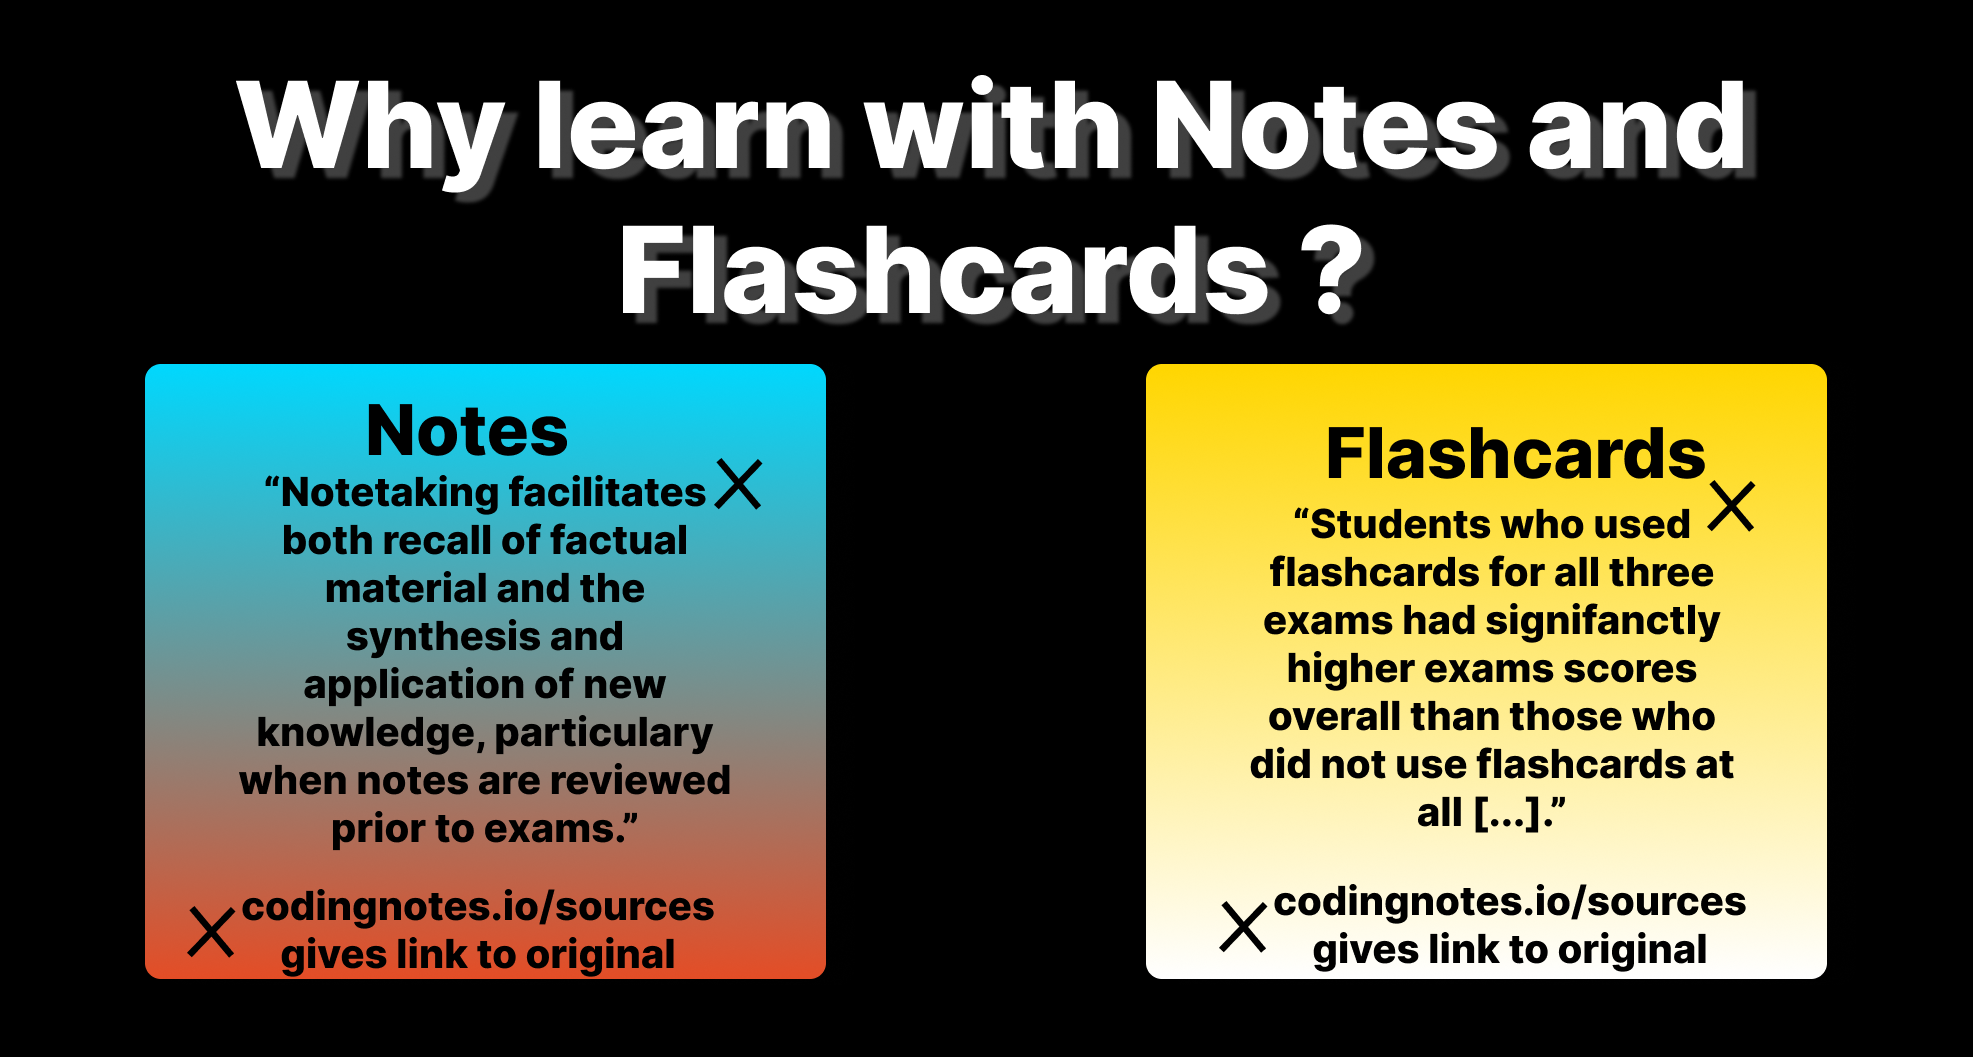 Why learn with Notes and
Flashcards ?
Notes
“Notetaking facilitates
both recall of factual
material and the
synthesis and
application of new
knowledge, particulary
when notes are reviewed
prior to exams.”
codingnotes.io/sources
gives link to original
Flashcards
“Students who used
flashcards for all three
exams had signifanctly
higher exams scores
overall than those who
did not use flashcards at
all [...].”
codingnotes.io/sources
gives link to original